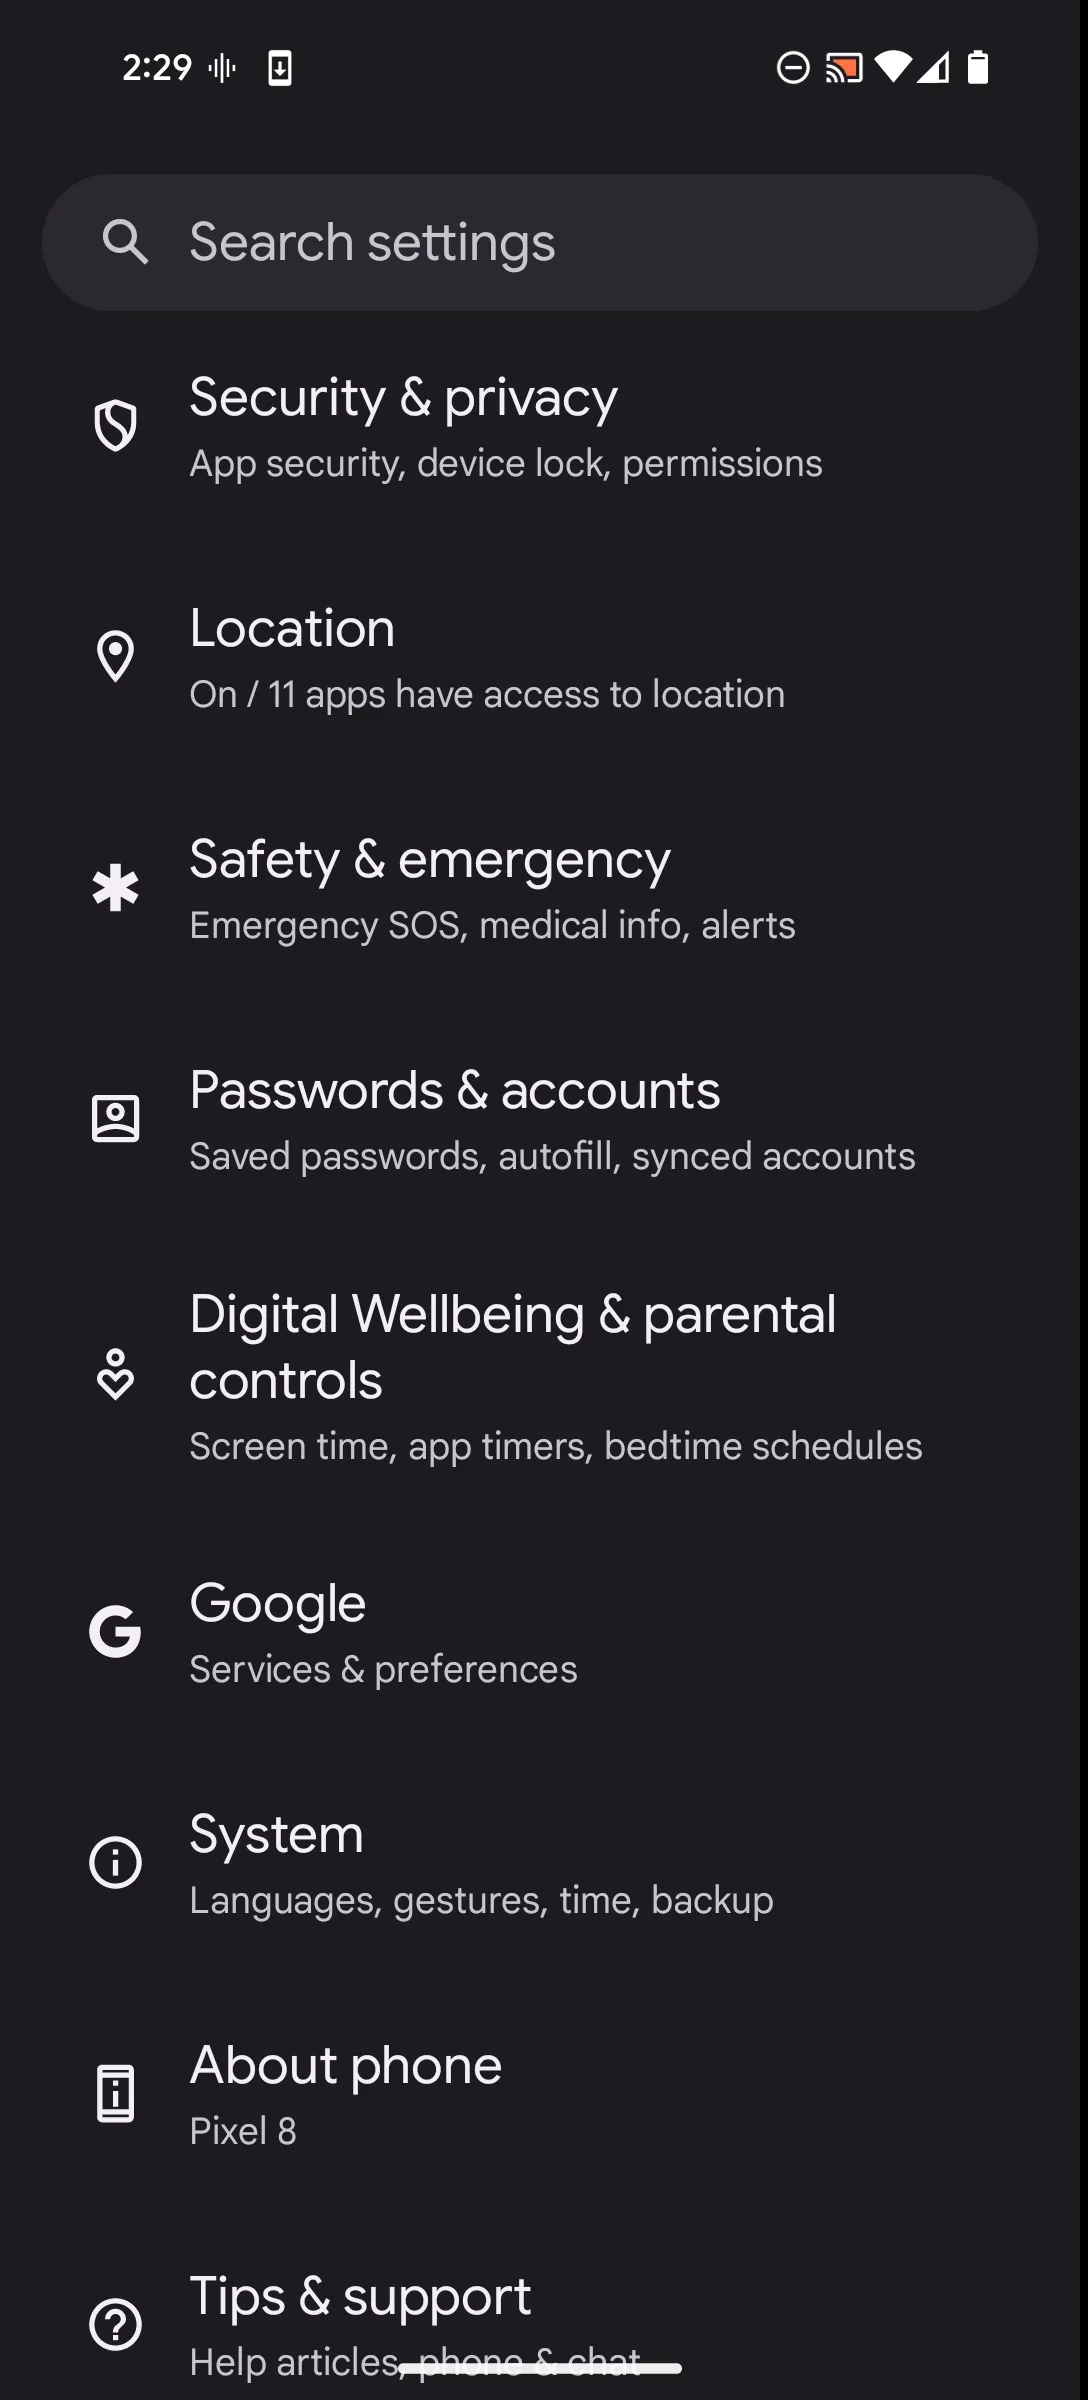 2:29
Search settings
Security & privacy
App security, device lock, permissions
Location
On / 11 apps have access to location
Safety & emergency
Emergency SOS, medical info, alerts
Passwords & accounts
Saved passwords, autofill, synced accounts
Digital Wellbeing & parental
controls
Screen time, app timers, bedtime schedules
Google
Services & preferences
System
Languages, gestures, time, backup
About phone
Pixel 8
Tips & support
Help articles, phone & chat